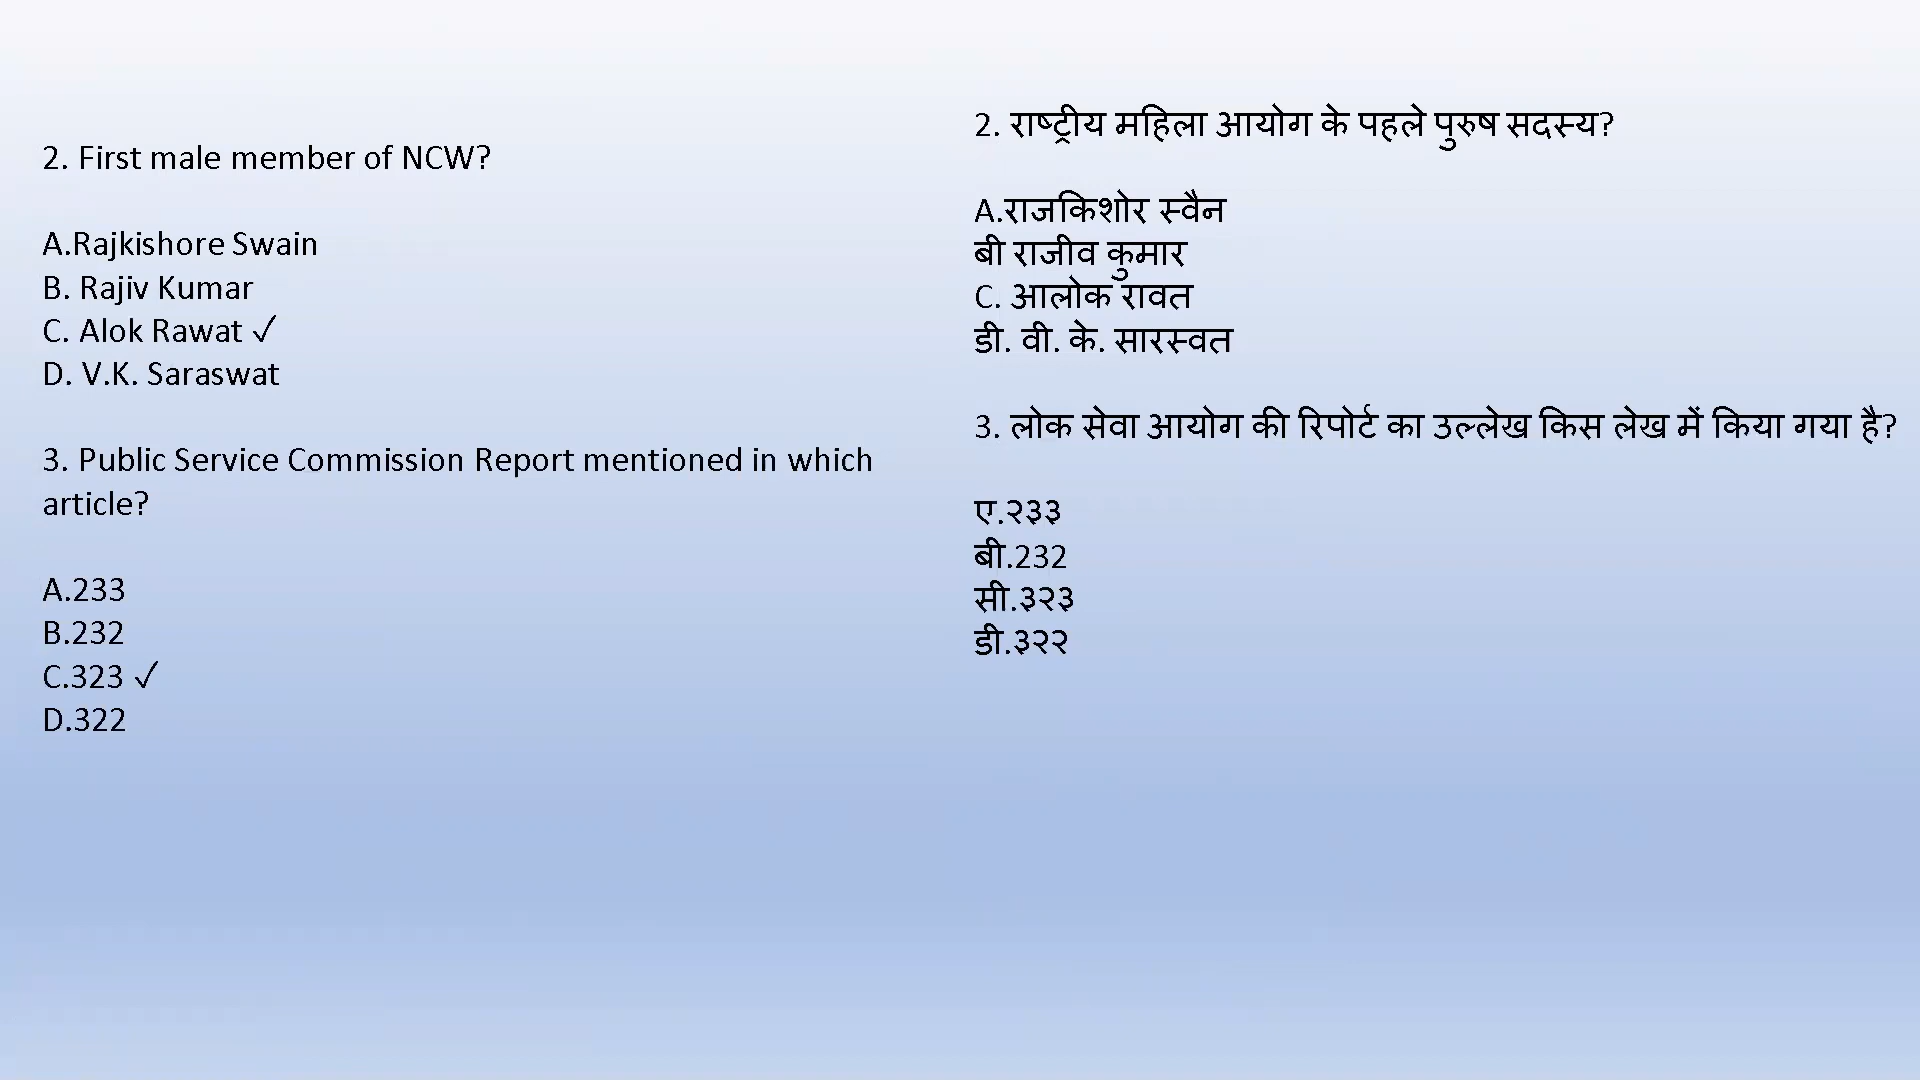 2. First male member of NCW?
A.Rajkishore Swain
B. Rajiv Kumar
C. Alok Rawat ✓
D. V.K. Saraswat
3. Public Service Commission Report mentioned in which
article?
A.233
B.232
C.323 ✓
D.322
2. राष्ट्रीय महिला आयोग के पहले पुरुष सदस्य?
A.राजकिशोर स्वैन
बी राजीव कुमार
C. आलोक रावत
डी. वी. के. सारस्वत
3. लोक सेवा आयोग की रिपोर्ट का उल्लेख किस लेख में किया गया है?
ए.२३३
बी.232
सी.३२३
डी.३२२